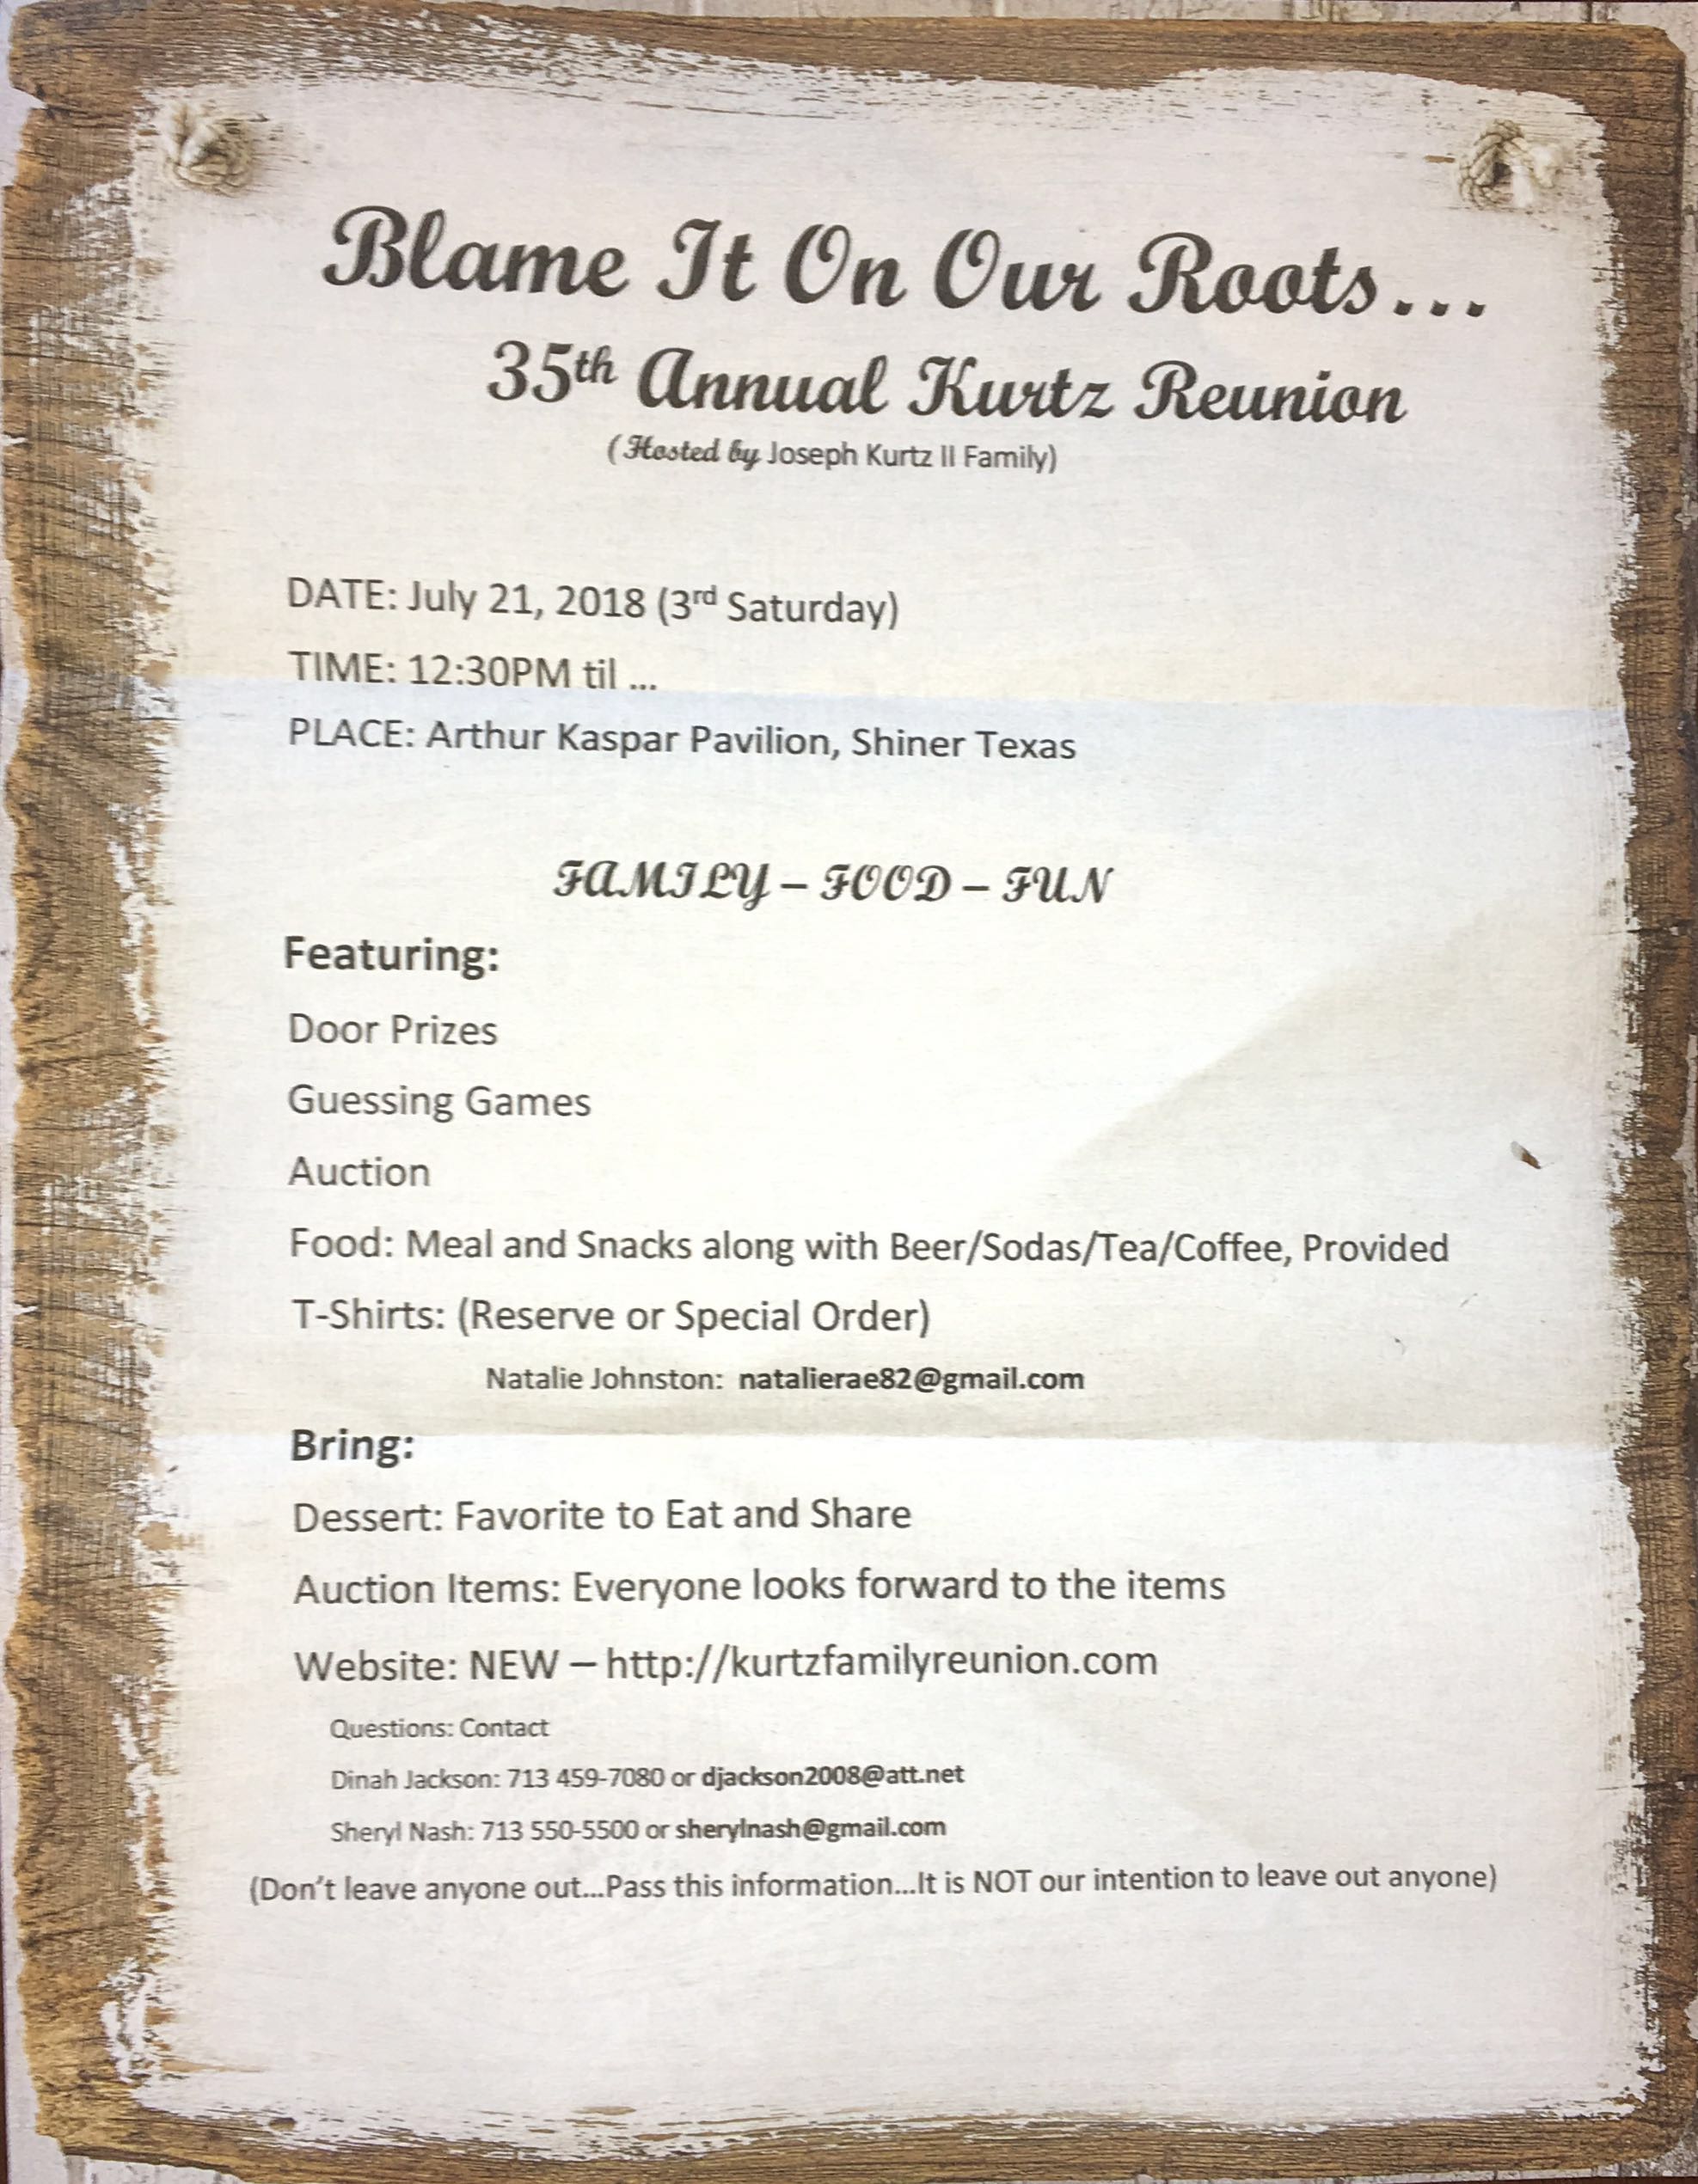 Blame It On Our Roots...
35th Annual Kurtz Reunion
(Hosted by Joseph Kurtz II Family)
DATE: July 21, 2018 (3rd Saturday)
TIME: 12:30PM til ...
PLACE: Arthur Kaspar Pavilion, Shiner Texas
FAMILY – FOOD – FUN
Featuring:
Door Prizes
Guessing Games
Auction
Food: Meal and Snacks along with Beer/Sodas/Tea/Coffee, Provided
T-Shirts: (Reserve or Special Order)
Natalie Johnston: natalierae82@gmail.com
Bring:
Dessert: Favorite to Eat and Share
Auction Items: Everyone looks forward to the items
Website: NEW – http://kurtzfamilyreunion.com
Questions: Contact
Dinah Jackson: 713 459-7080 or djackson2008@att.net
Sheryl Nash: 713 550-5500 or sherylnash@gmail.com
(Don't leave anyone out...Pass this information...It is NOT our intention to leave out anyone)